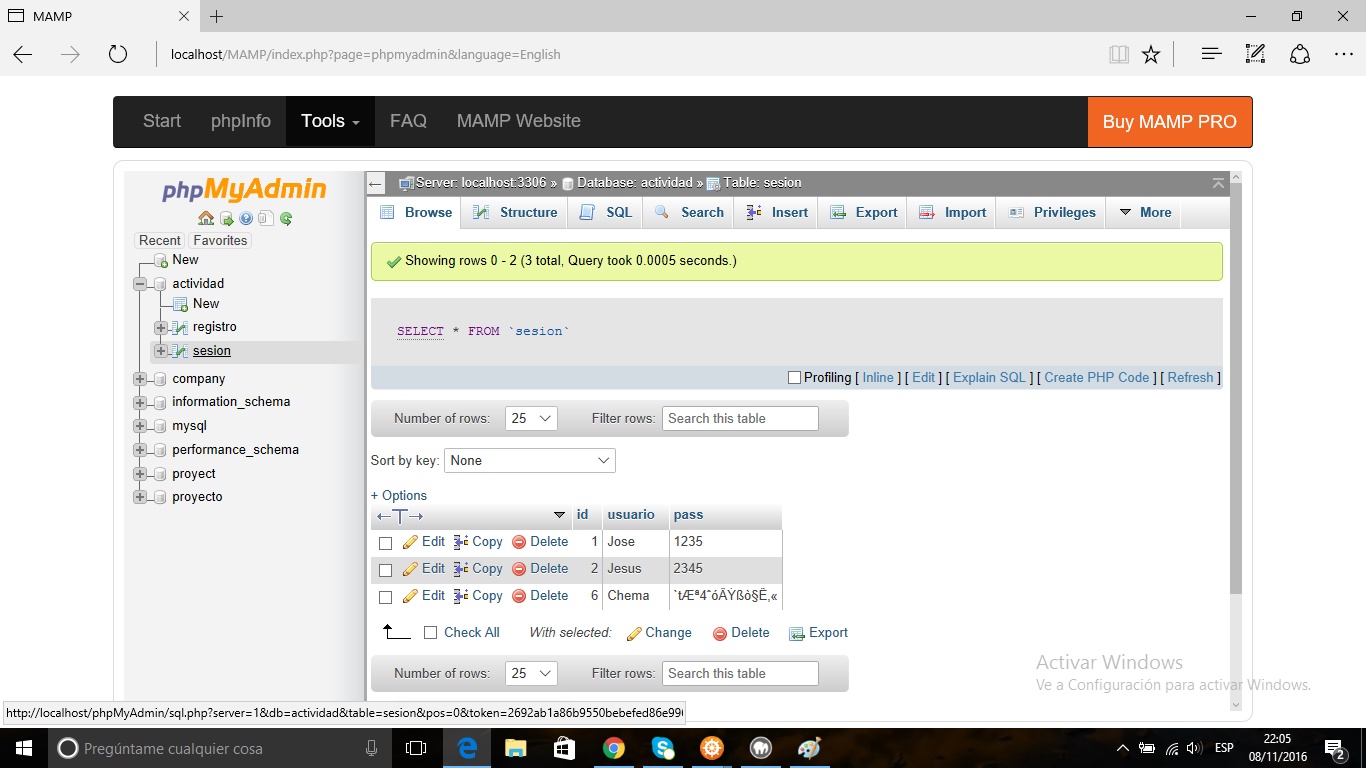 MAMP
localhost/MAMP/index.php?page=phpmyadmin&language=English
Start phpInfo Tools FAQ MAMP Website Buy MAMP PRO
phpMyAdmin
Recent Favorites
New
actividad
New
registro
sesion
company
information_schema
mysql
performance_schema
proyect
proyecto
Server: localhost:3306 » Database: actividad » Table: sesion
Browse Structure SQL Search Insert Export Import Privileges More
Showing rows 0 - 2 (3 total, Query took 0.0005 seconds.)
SELECT * FROM `sesion`
Profiling [ Inline ] [ Edit ] [ Explain SQL ] [ Create PHP Code ] [ Refresh ]
Number of rows: 25 Filter rows: Search this table
Sort by key: None
+ Options
id usuario pass
Edit Copy Delete 1 Jose 1235
Edit Copy Delete 2 Jesus 2345
Edit Copy Delete 6 Chema `tÆª4ˆóÄÝßò§Ê‚«
Check All With selected: Change Delete Export
Number of rows: 25 Filter rows: Search this table
Activar Windows
Ve a Configuración para activar Windows.
http://localhost/phpMyAdmin/sql.php?server=1&db=actividad&table=sesion&pos=0&token=2692ab1a86b9550bebefed86e99
Pregúntame cualquier cosa
ESP
22:05
08/11/2016
2